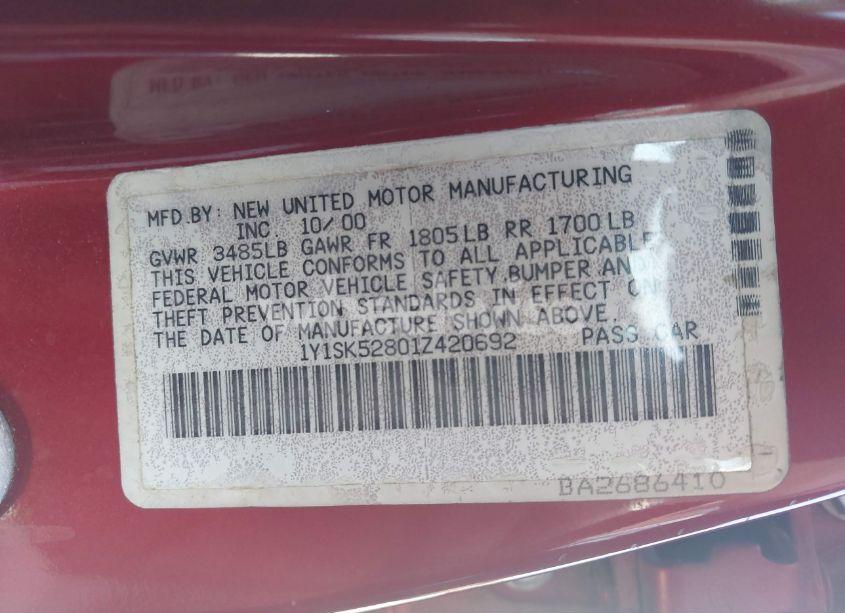 MFD.BY: NEW UNITED MOTOR MANUFACTURING
INC. 10/00
GVWR 3485LB GAWR FR 1805LB RR 1700LB
THIS VEHICLE CONFORMS TO ALL APPLICABLE
FEDERAL MOTOR VEHICLE SAFETY,BUMPER AND
THEFT PREVENTION STANDARDS IN EFFECT ON
THE DATE OF MANUFACTURE SHOWN ABOVE.
1Y1SK52801Z420692 PASS CAR
BA2686410